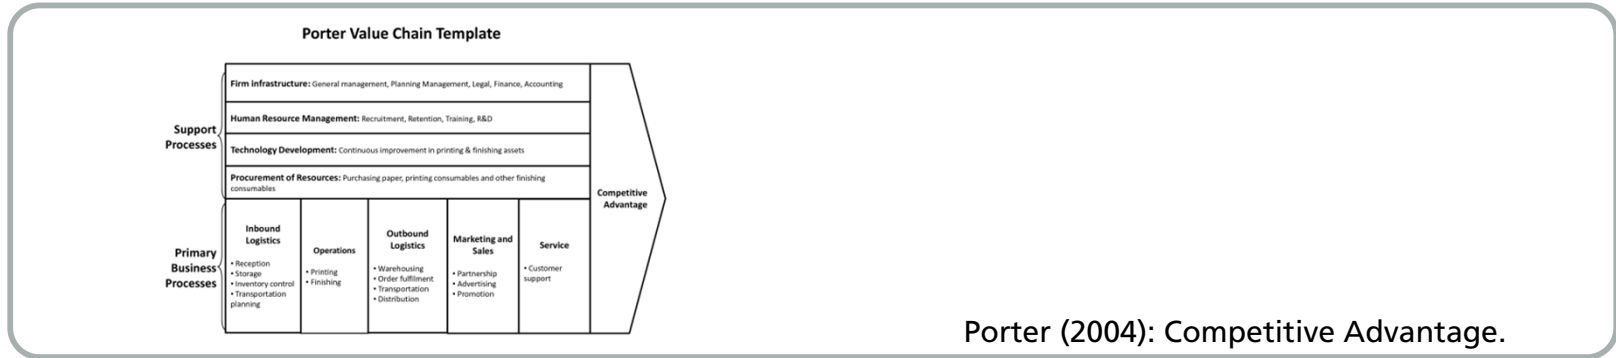 Porter Value Chain Template
Support
Processes
Firm infrastructure: General management, Planning Management, Legal, Finance, Accounting
Human Resource Management: Recruitment, Retention, Training, R&D
Technology Development: Continuous improvement in printing & finishing assets
Procurement of Resources: Purchasing paper, printing consumables and other finishing
consumables
Competitive
Advantage
Primary
Business
Processes
Inbound
Logistics
• Reception
• Storage
• Inventory control
• Transportation
planning
Operations
• Printing
• Finishing
Outbound
Logistics
• Warehousing
• Order fulfilment
• Transportation
• Distribution
Marketing and
Sales
• Partnership
• Advertising
• Promotion
Service
• Customer
support
Porter (2004): Competitive Advantage.